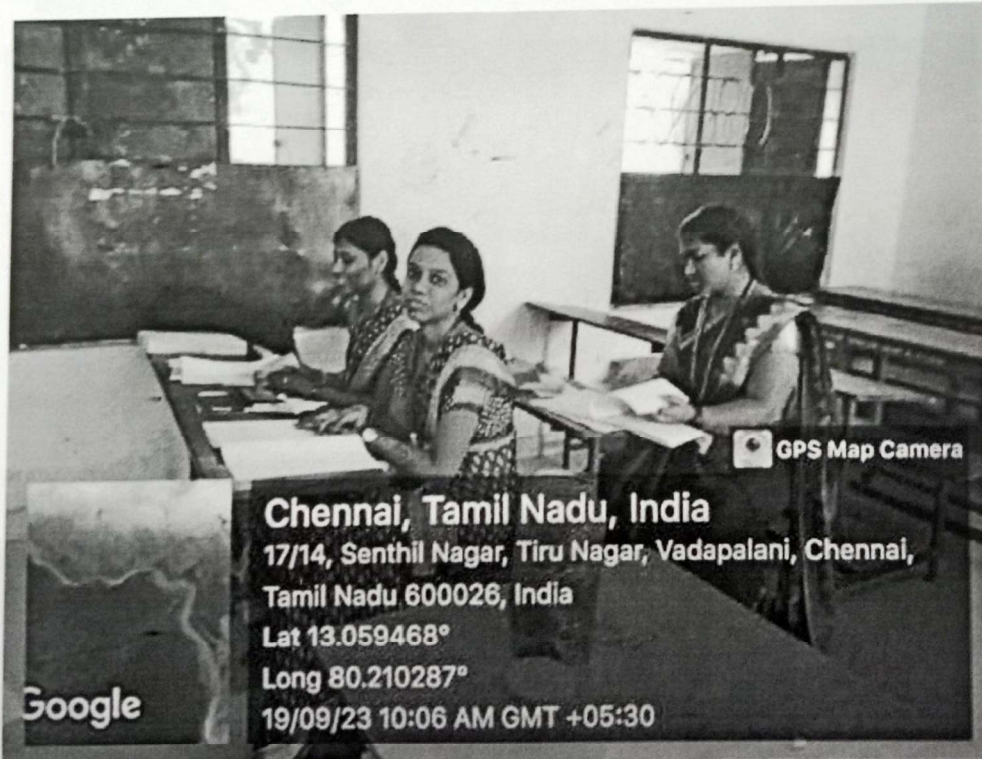 GPS Map Camera
Chennai, Tamil Nadu, India
17/14, Senthil Nagar, Tiru Nagar, Vadapalani, Chennai,
Tamil Nadu 600026, India
Lat 13.059468°
Long 80.210287°
19/09/23 10:06 AM GMT +05:30
Google